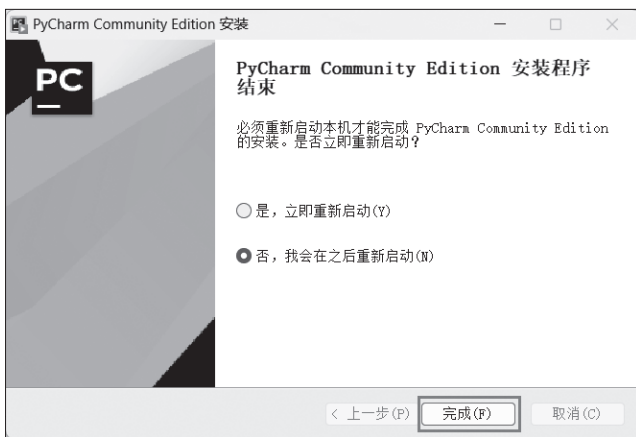 PyCharm Community Edition 安装
PC
PyCharm Community Edition 安装程序
结束
必须重新启动本机才能完成 PyCharm Community Edition
的安装。是否立即重新启动？
是，立即重新启动(Y)
否，我会在之后重新启动(N)
< 上一步(P)
完成(F)
取消(C)